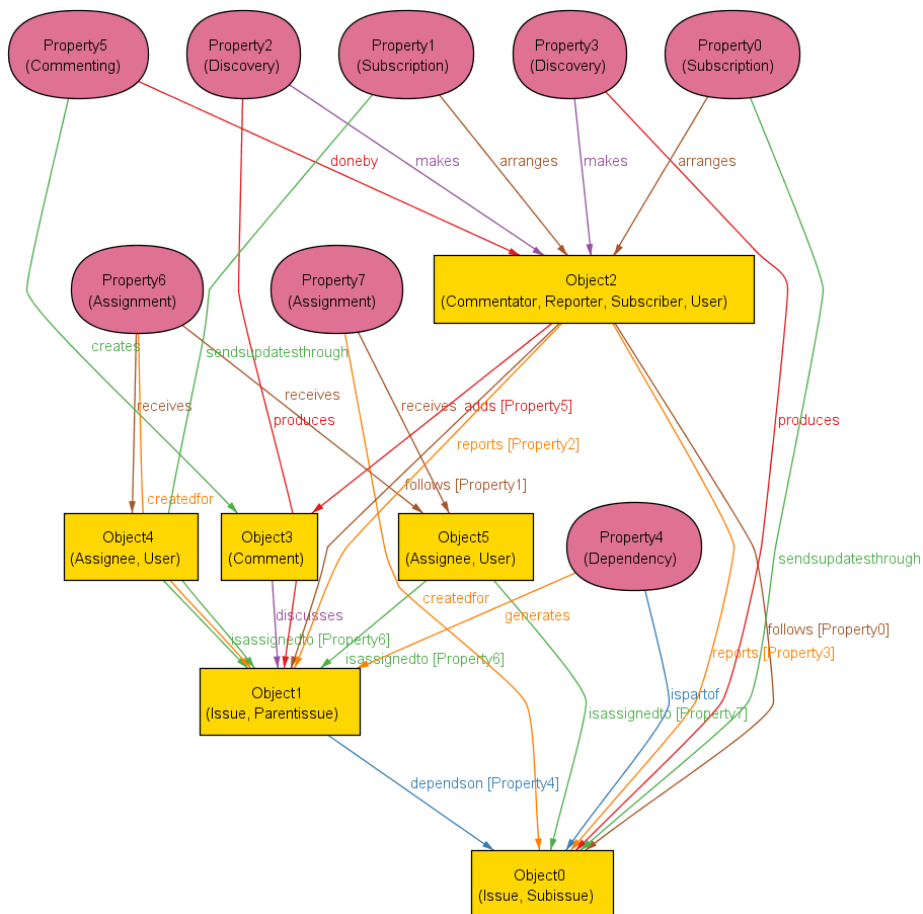 Property5
(Commenting)
Property2
(Discovery)
Property1
(Subscription)
Property3
(Discovery)
Property0
(Subscription)
doneby
makes
arranges
makes
arranges
Property6
(Assignment)
Property7
(Assignment)
Object2
(Commentator, Reporter, Subscriber, User)
creates
sendsupdatesthrough
receives
receives
receives
adds [Property5]
produces
produces
reports [Property2]
follows [Property1]
createdfor
Object4
(Assignee, User)
Object3
(Comment)
Object5
(Assignee, User)
Property4
(Dependency)
sendsupdatesthrough
createdfor
generates
discusses
isassignedto [Property6]
isassignedto [Property6]
follows [Property0]
reports [Property3]
Object1
(Issue, Parentissue)
ispartof
isassignedto [Property7]
dependson [Property4]
Object0
(Issue, Subissue)